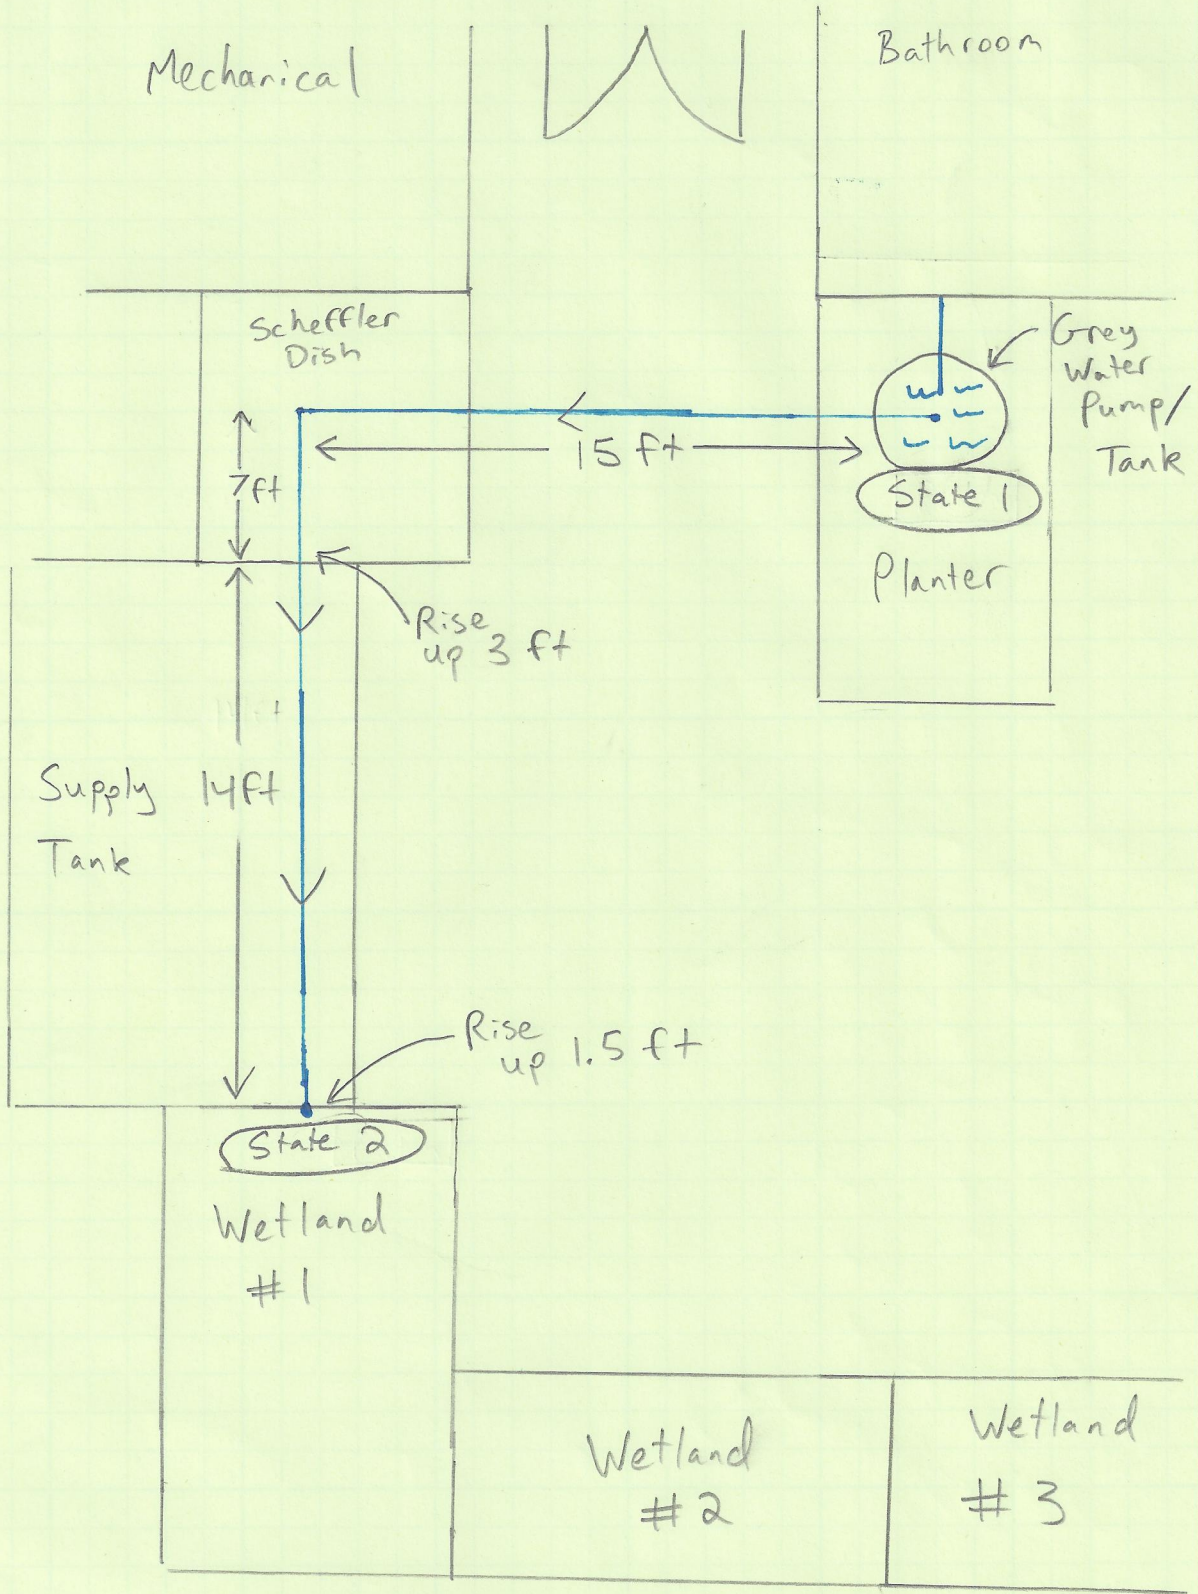 Mechanical
Bathroom
Scheffler
Dish
Grey
Water
Pump/
Tank
15 ft
7ft
State 1
Planter
Rise
up 3 ft
Supply
Tank
14ft
Rise
up 1.5 ft
State 2
Wetland
#1
Wetland
#2
Wetland
#3